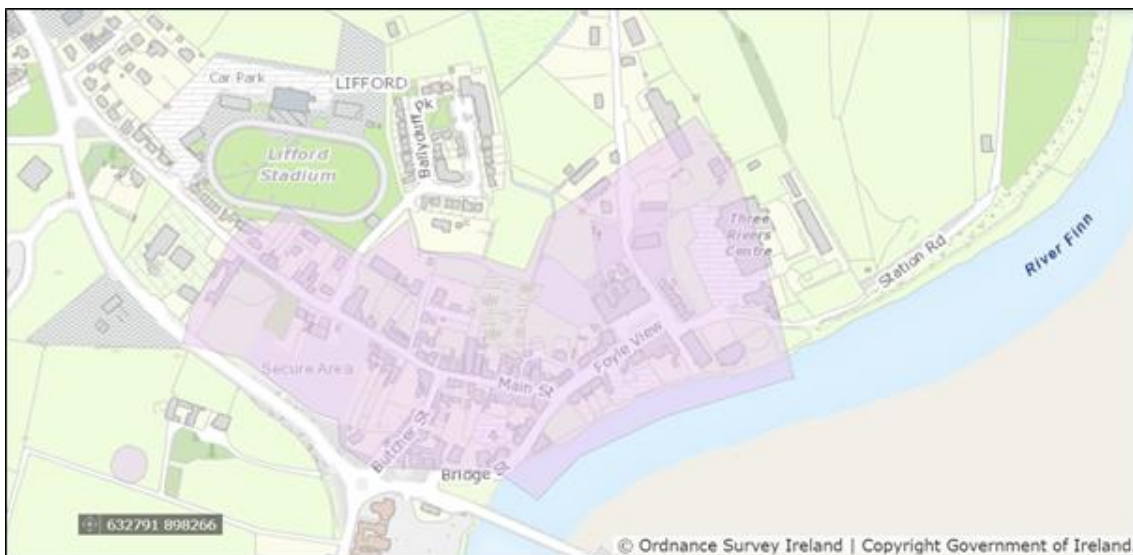 Car Park
LIFFORD
Ballyduff Pk
Lifford
Stadium
Three
Rivers
Centre
Station Rd
River Finn
Foyle View
Secure Area
Main St
Butcher St
Bridge St
632791 898266
© Ordnance Survey Ireland | Copyright Government of Ireland